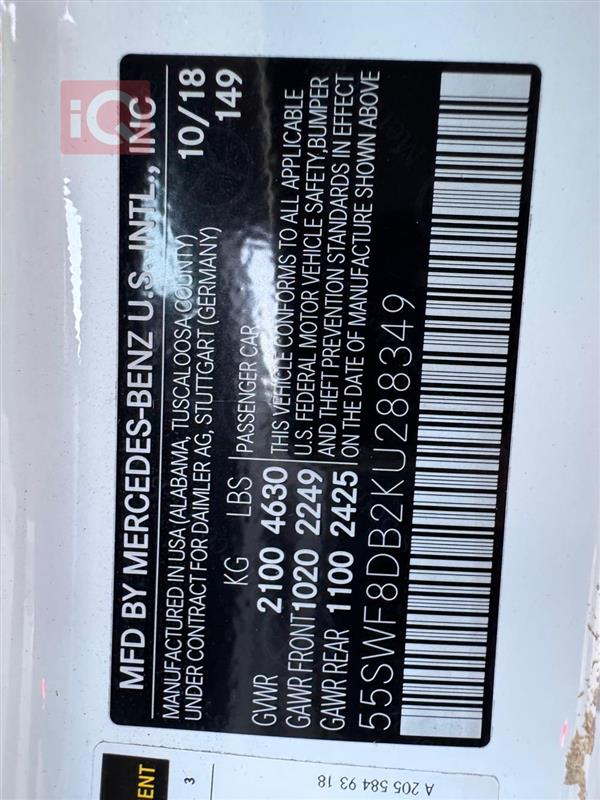 iQ
MFD BY MERCEDES-BENZ U.S. INTL., INC
MANUFACTURED IN USA (ALABAMA, TUSCALOOSA COUNTY) 10/18
UNDER CONTRACT FOR DAIMLER AG, STUTTGART (GERMANY) 149
KG LBS PASSENGER CAR
GVWR 2100 4630 THIS VEHICLE CONFORMS TO ALL APPLICABLE
GAWR FRONT 1020 2249 U.S. FEDERAL MOTOR VEHICLE SAFETY, BUMPER
GAWR REAR 1100 2425 AND THEFT PREVENTION STANDARDS IN EFFECT
ON THE DATE OF MANUFACTURE SHOWN ABOVE
55SWF8DB2KU288349
ENT
3
A 205 584 93 18